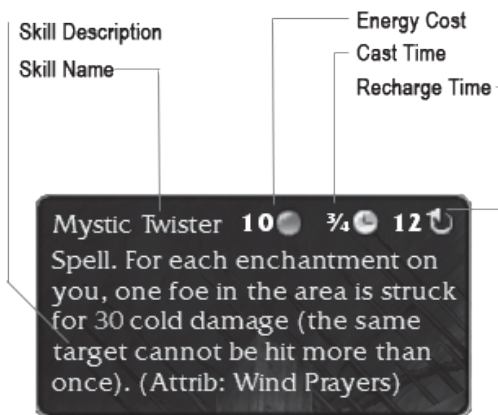 Skill Description
Skill Name
Energy Cost
Cast Time
Recharge Time
Mystic Twister 10 ¾ 12
Spell. For each enchantment on
you, one foe in the area is struck
for 30 cold damage (the same
target cannot be hit more than
once). (Attrib: Wind Prayers)